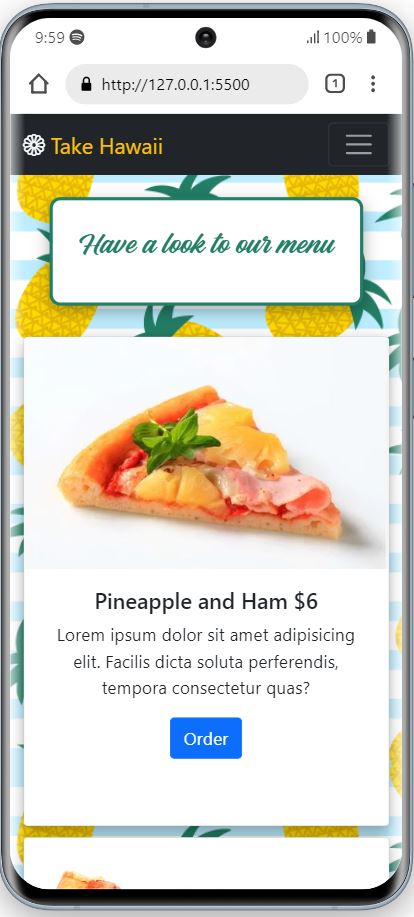 9:59 100%
http://127.0.0.1:5500 1
Take Hawaii
Have a look to our menu
Pineapple and Ham $6
Lorem ipsum dolor sit amet adipisicing
elit. Facilis dicta soluta perferendis,
tempora consectetur quas?
Order